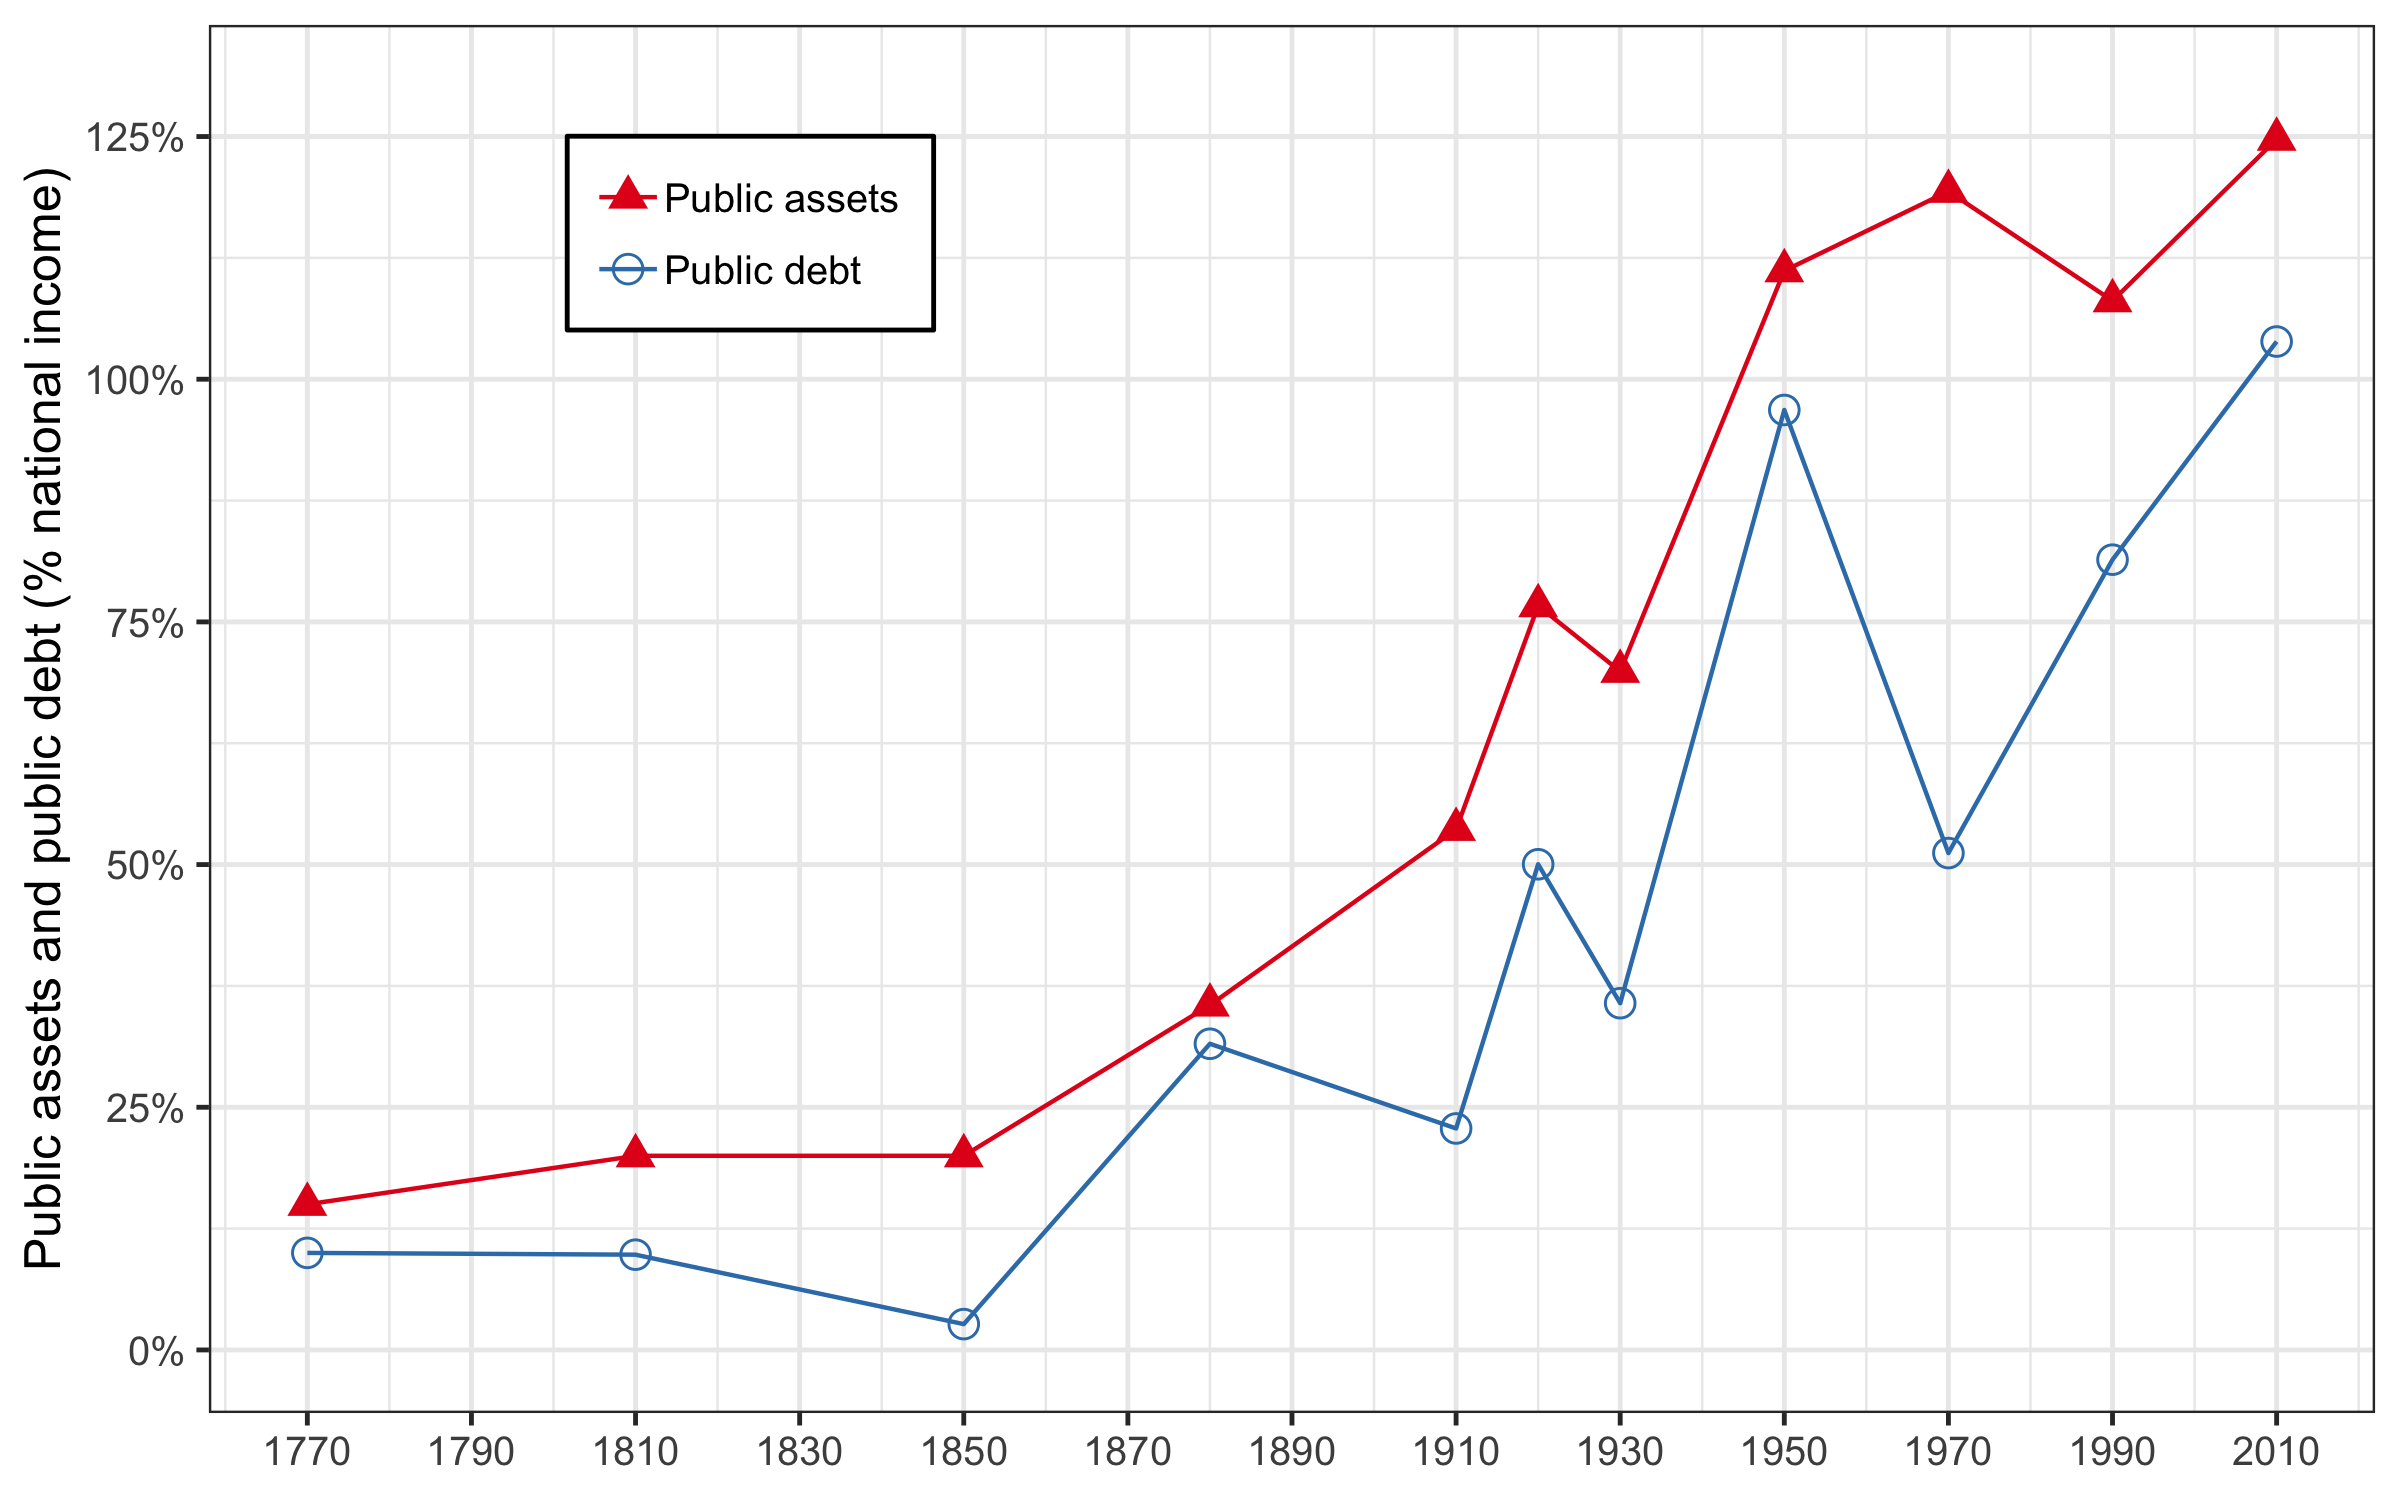 Public assets and public debt (% national income)
125%
100%
75%
50%
25%
0%
Public assets
Public debt
1770 1790 1810 1830 1850 1870 1890 1910 1930 1950 1970 1990 2010